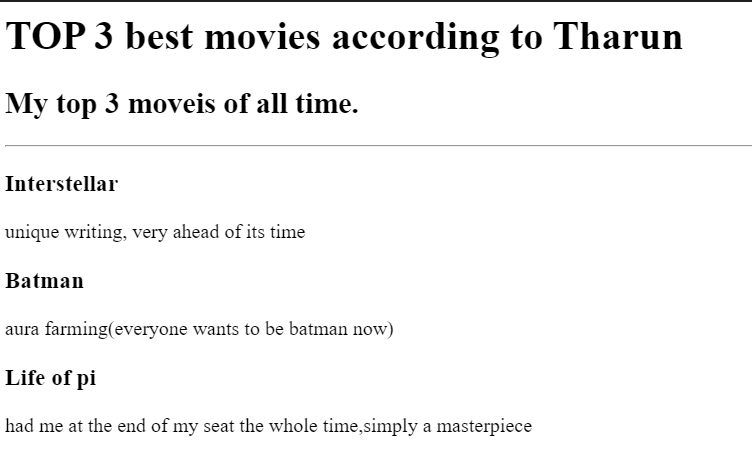 TOP 3 best movies according to Tharun
My top 3 moveis of all time.
Interstellar
unique writing, very ahead of its time
Batman
aura farming(everyone wants to be batman now)
Life of pi
had me at the end of my seat the whole time,simply a masterpiece